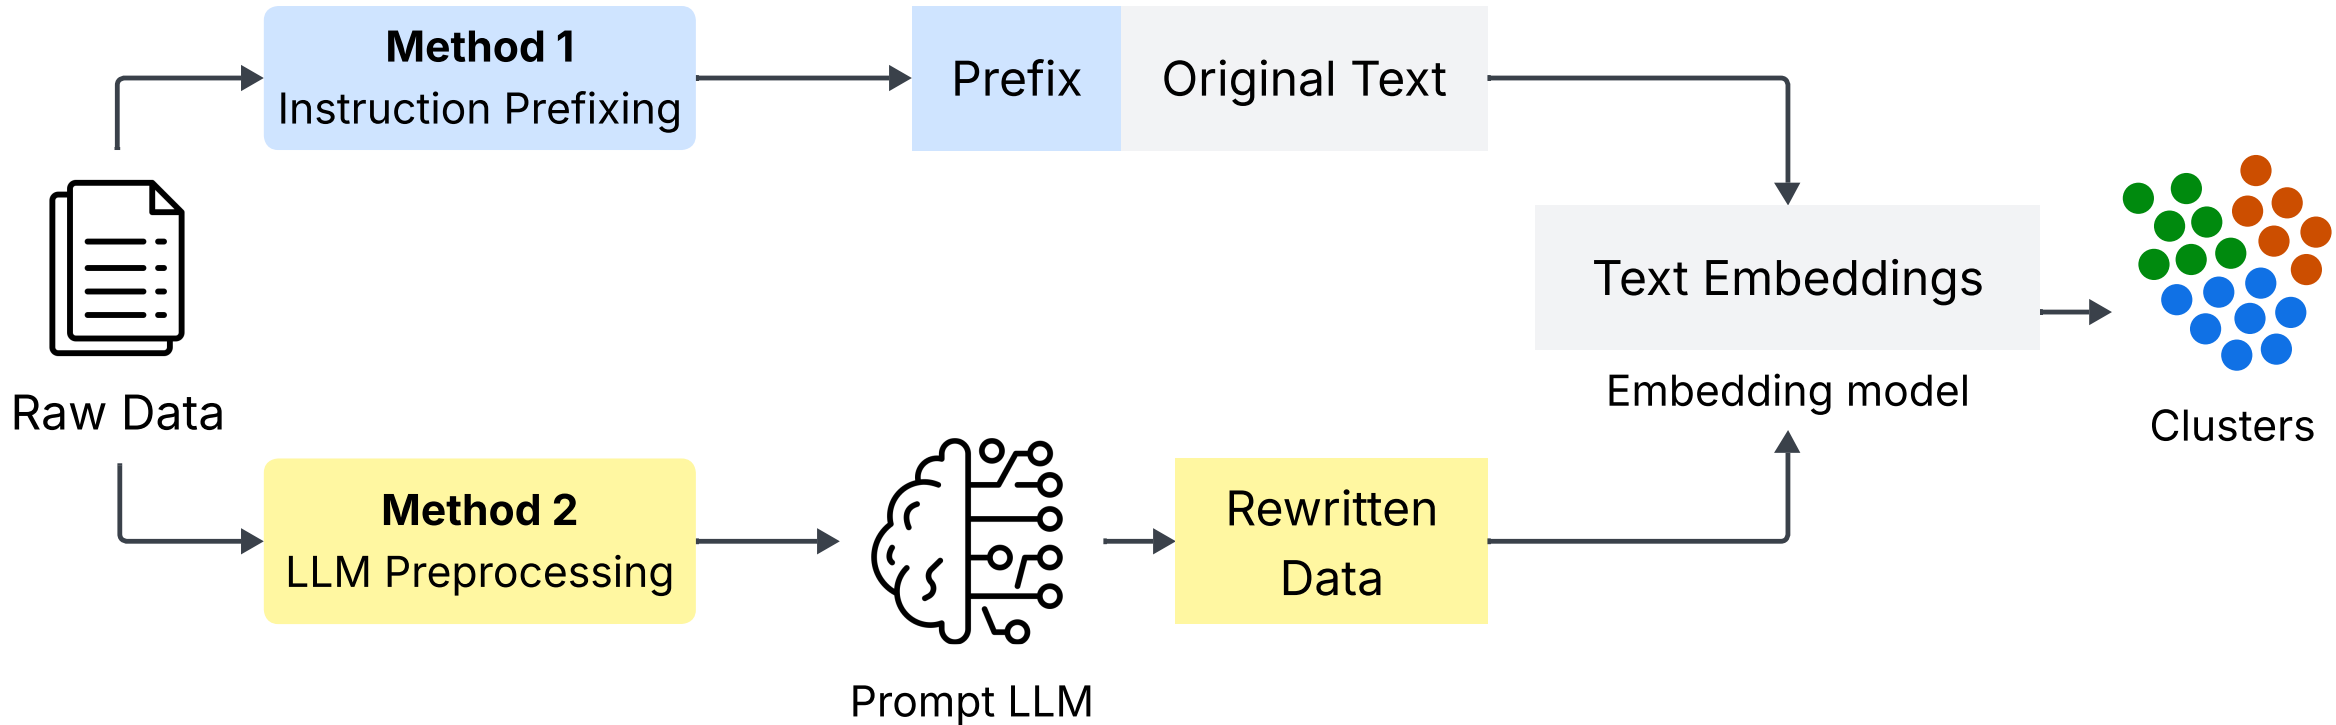 Method 1
Instruction Prefixing
Prefix
Original Text
Raw Data
Text Embeddings
Embedding model
Clusters
Method 2
LLM Preprocessing
Prompt LLM
Rewritten
Data